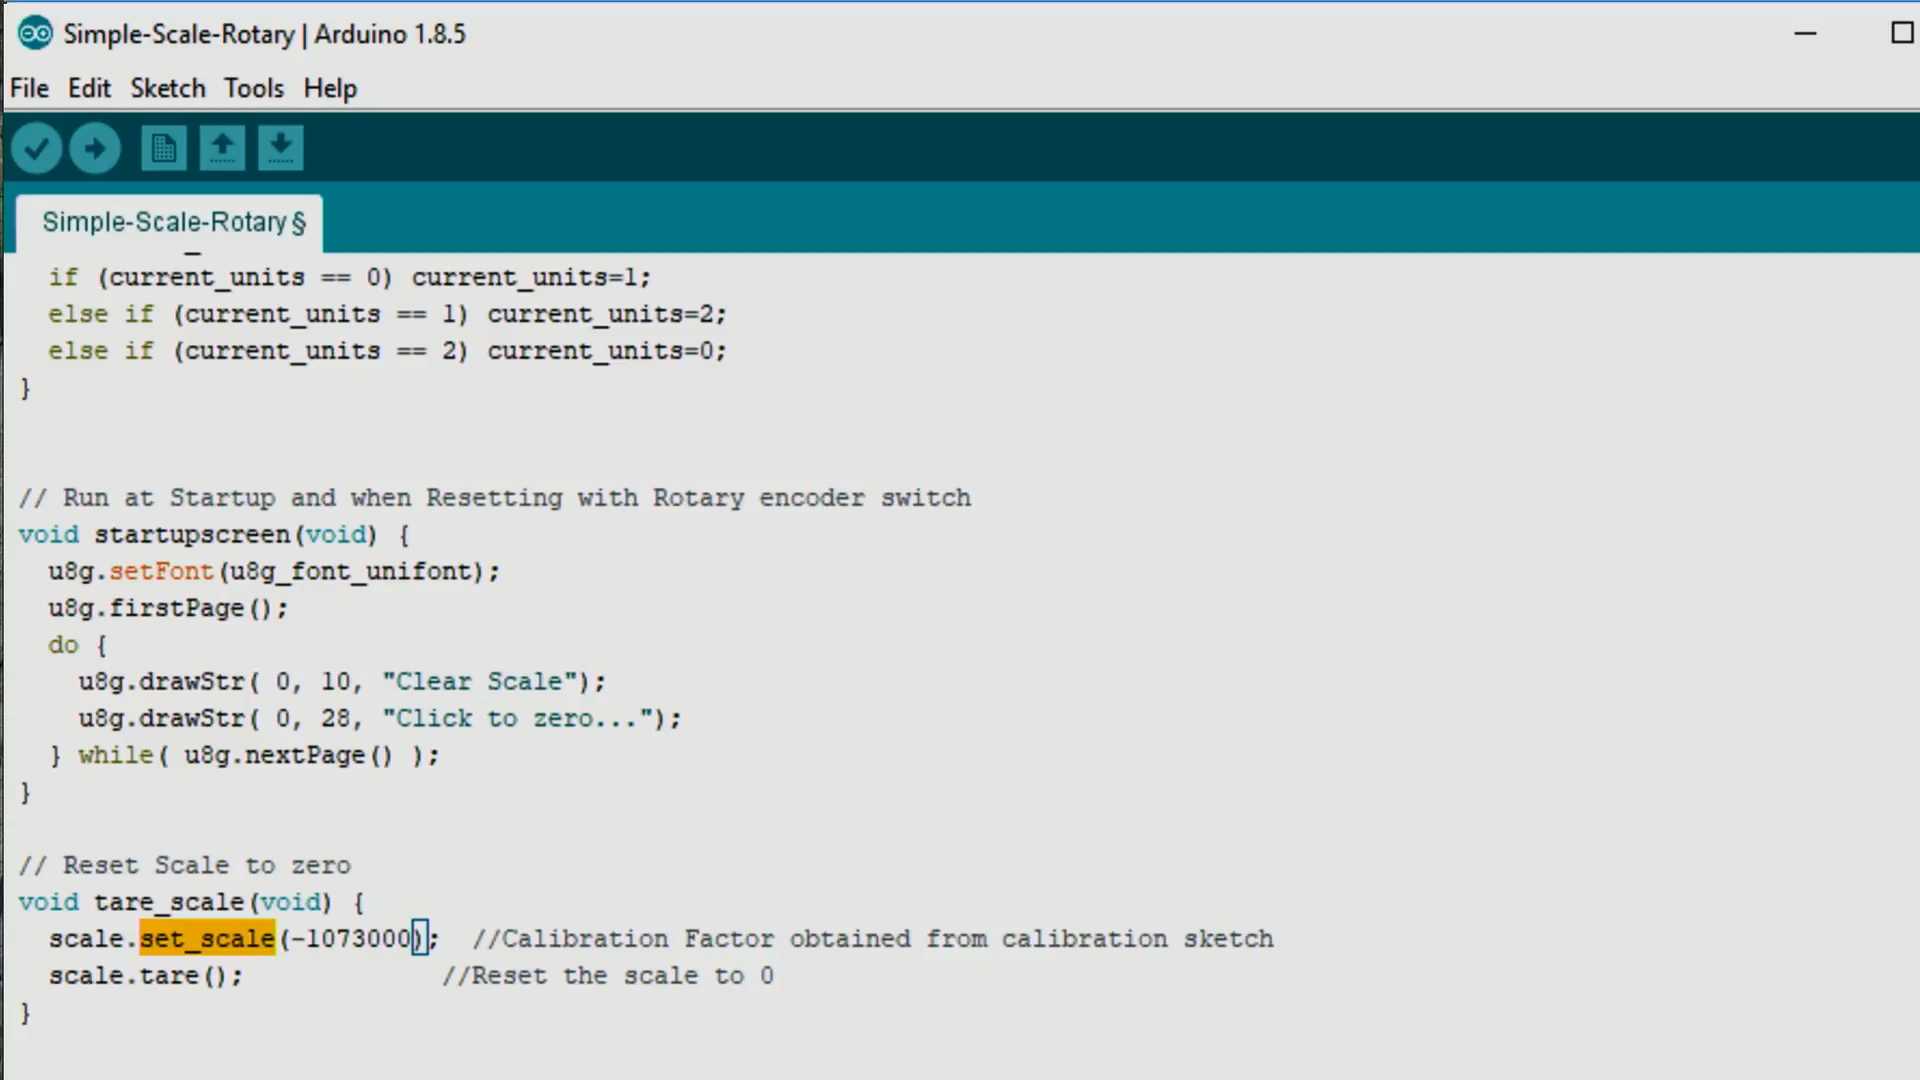 Simple-Scale-Rotary | Arduino 1.8.5
File Edit Sketch Tools Help
Simple-Scale-Rotary §
if (current_units == 0) current_units=1;
else if (current_units == 1) current_units=2;
else if (current_units == 2) current_units=0;
}
// Run at Startup and when Resetting with Rotary encoder switch
void startupscreen(void) {
u8g.setFont(u8g_font_unifont);
u8g.firstPage();
do {
u8g.drawStr( 0, 10, "Clear Scale");
u8g.drawStr( 0, 28, "Click to zero...");
} while( u8g.nextPage() );
}
// Reset Scale to zero
void tare_scale(void) {
scale.set_scale(-1073000); //Calibration Factor obtained from calibration sketch
scale.tare(); //Reset the scale to 0
}